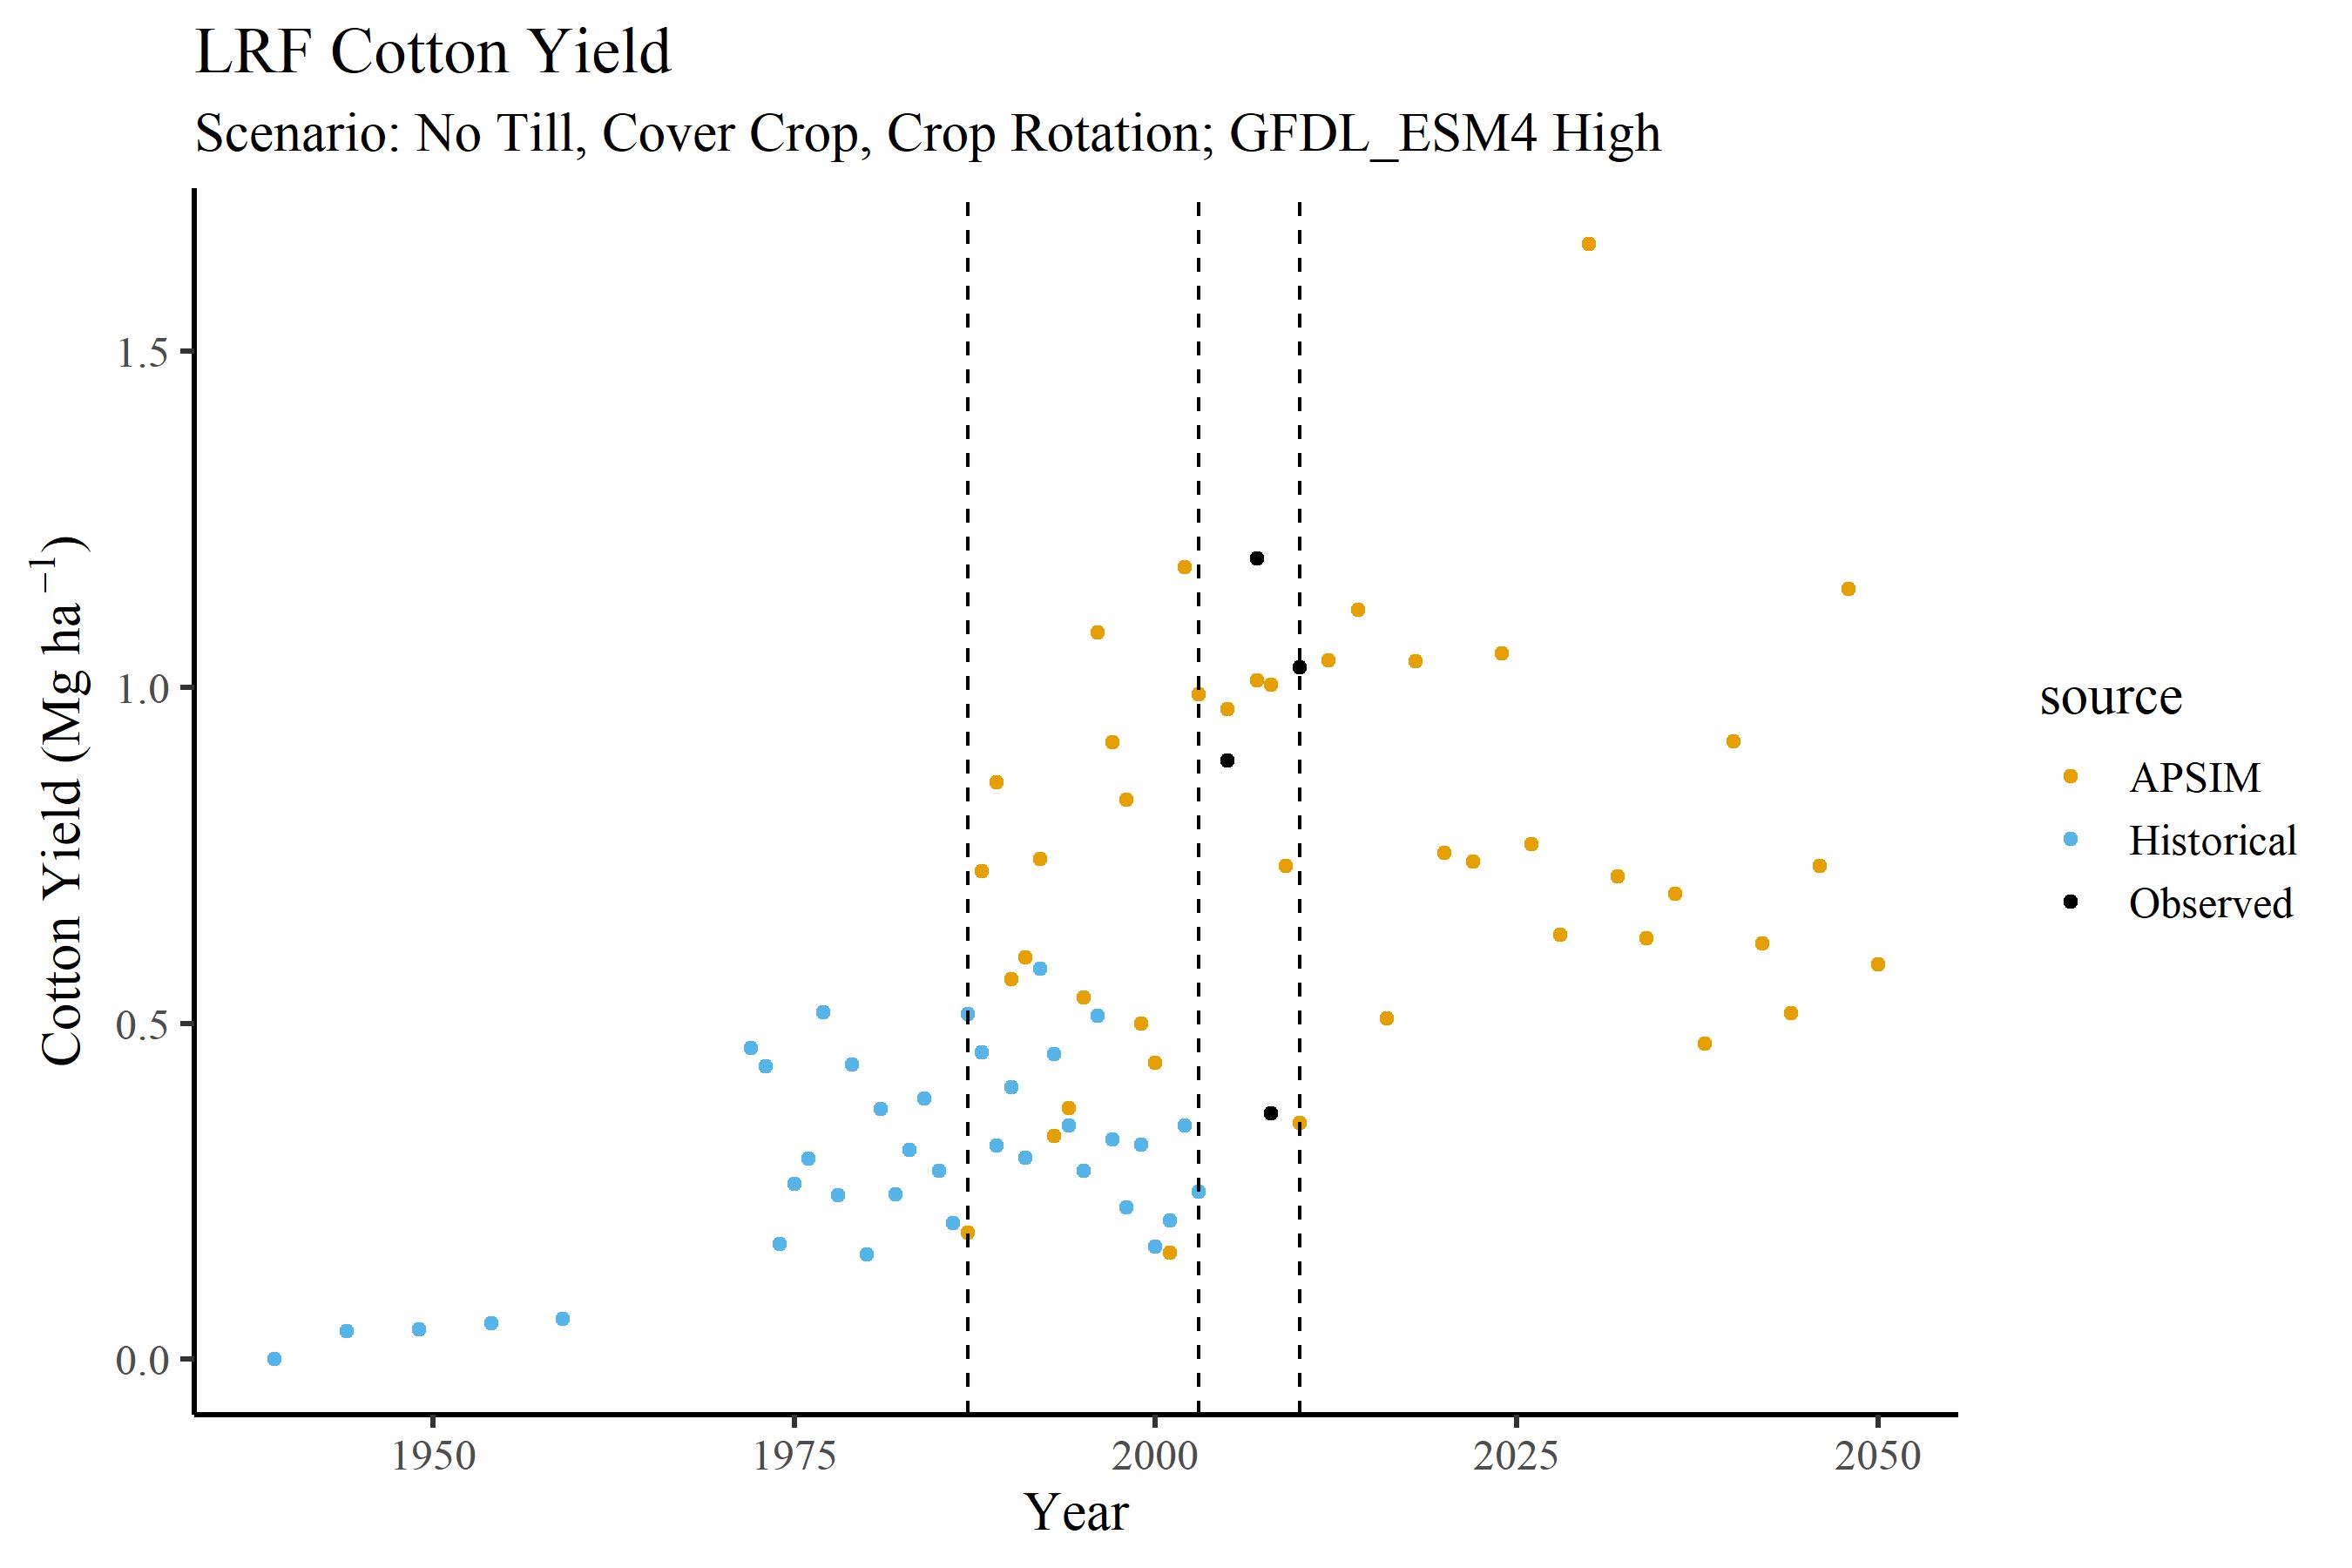 LRF Cotton Yield
Scenario: No Till, Cover Crop, Crop Rotation; GFDL_ESM4 High
Cotton Yield (Mg ha −1)
1.5
1.0
0.5
0.0
1950 1975 2000 2025 2050
Year
source
APSIM
Historical
Observed